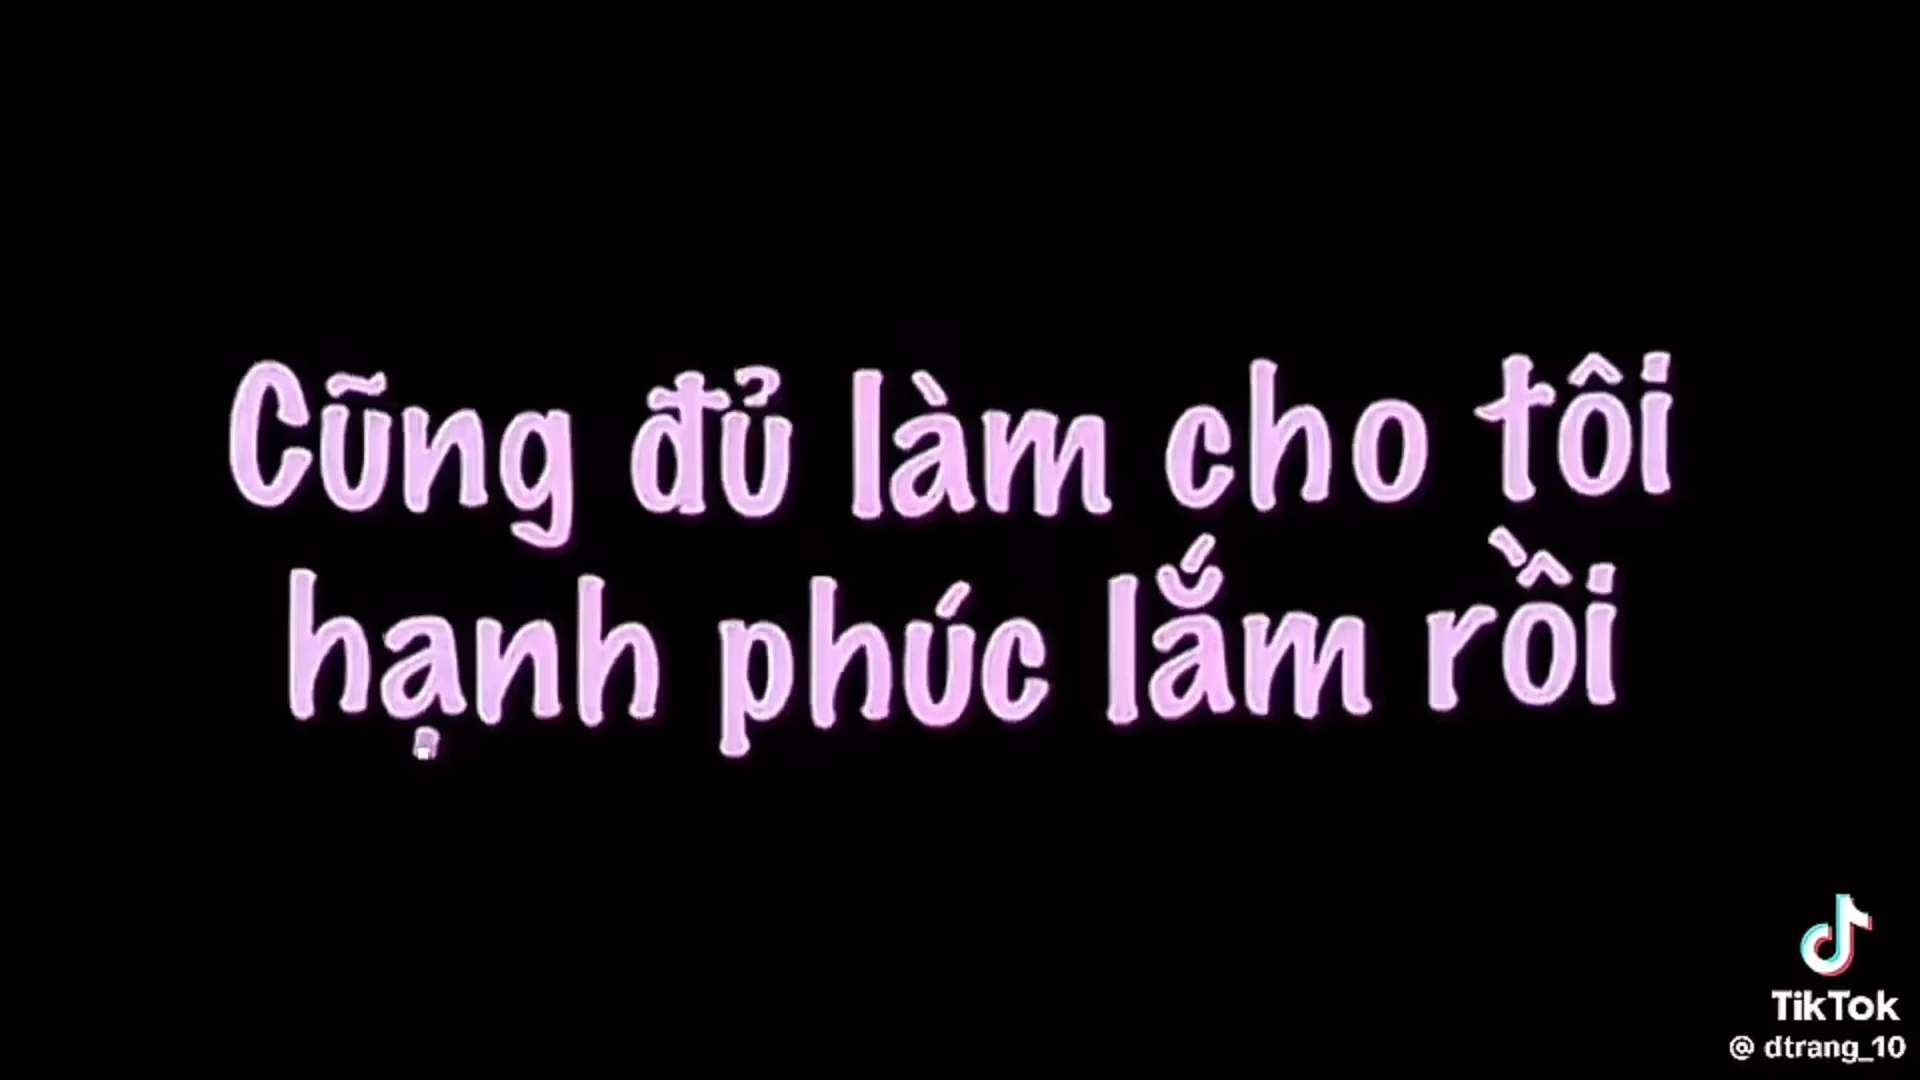 Cũng đủ làm cho tôi
hạnh phúc lắm rồi
TikTok
@ dtrang_10